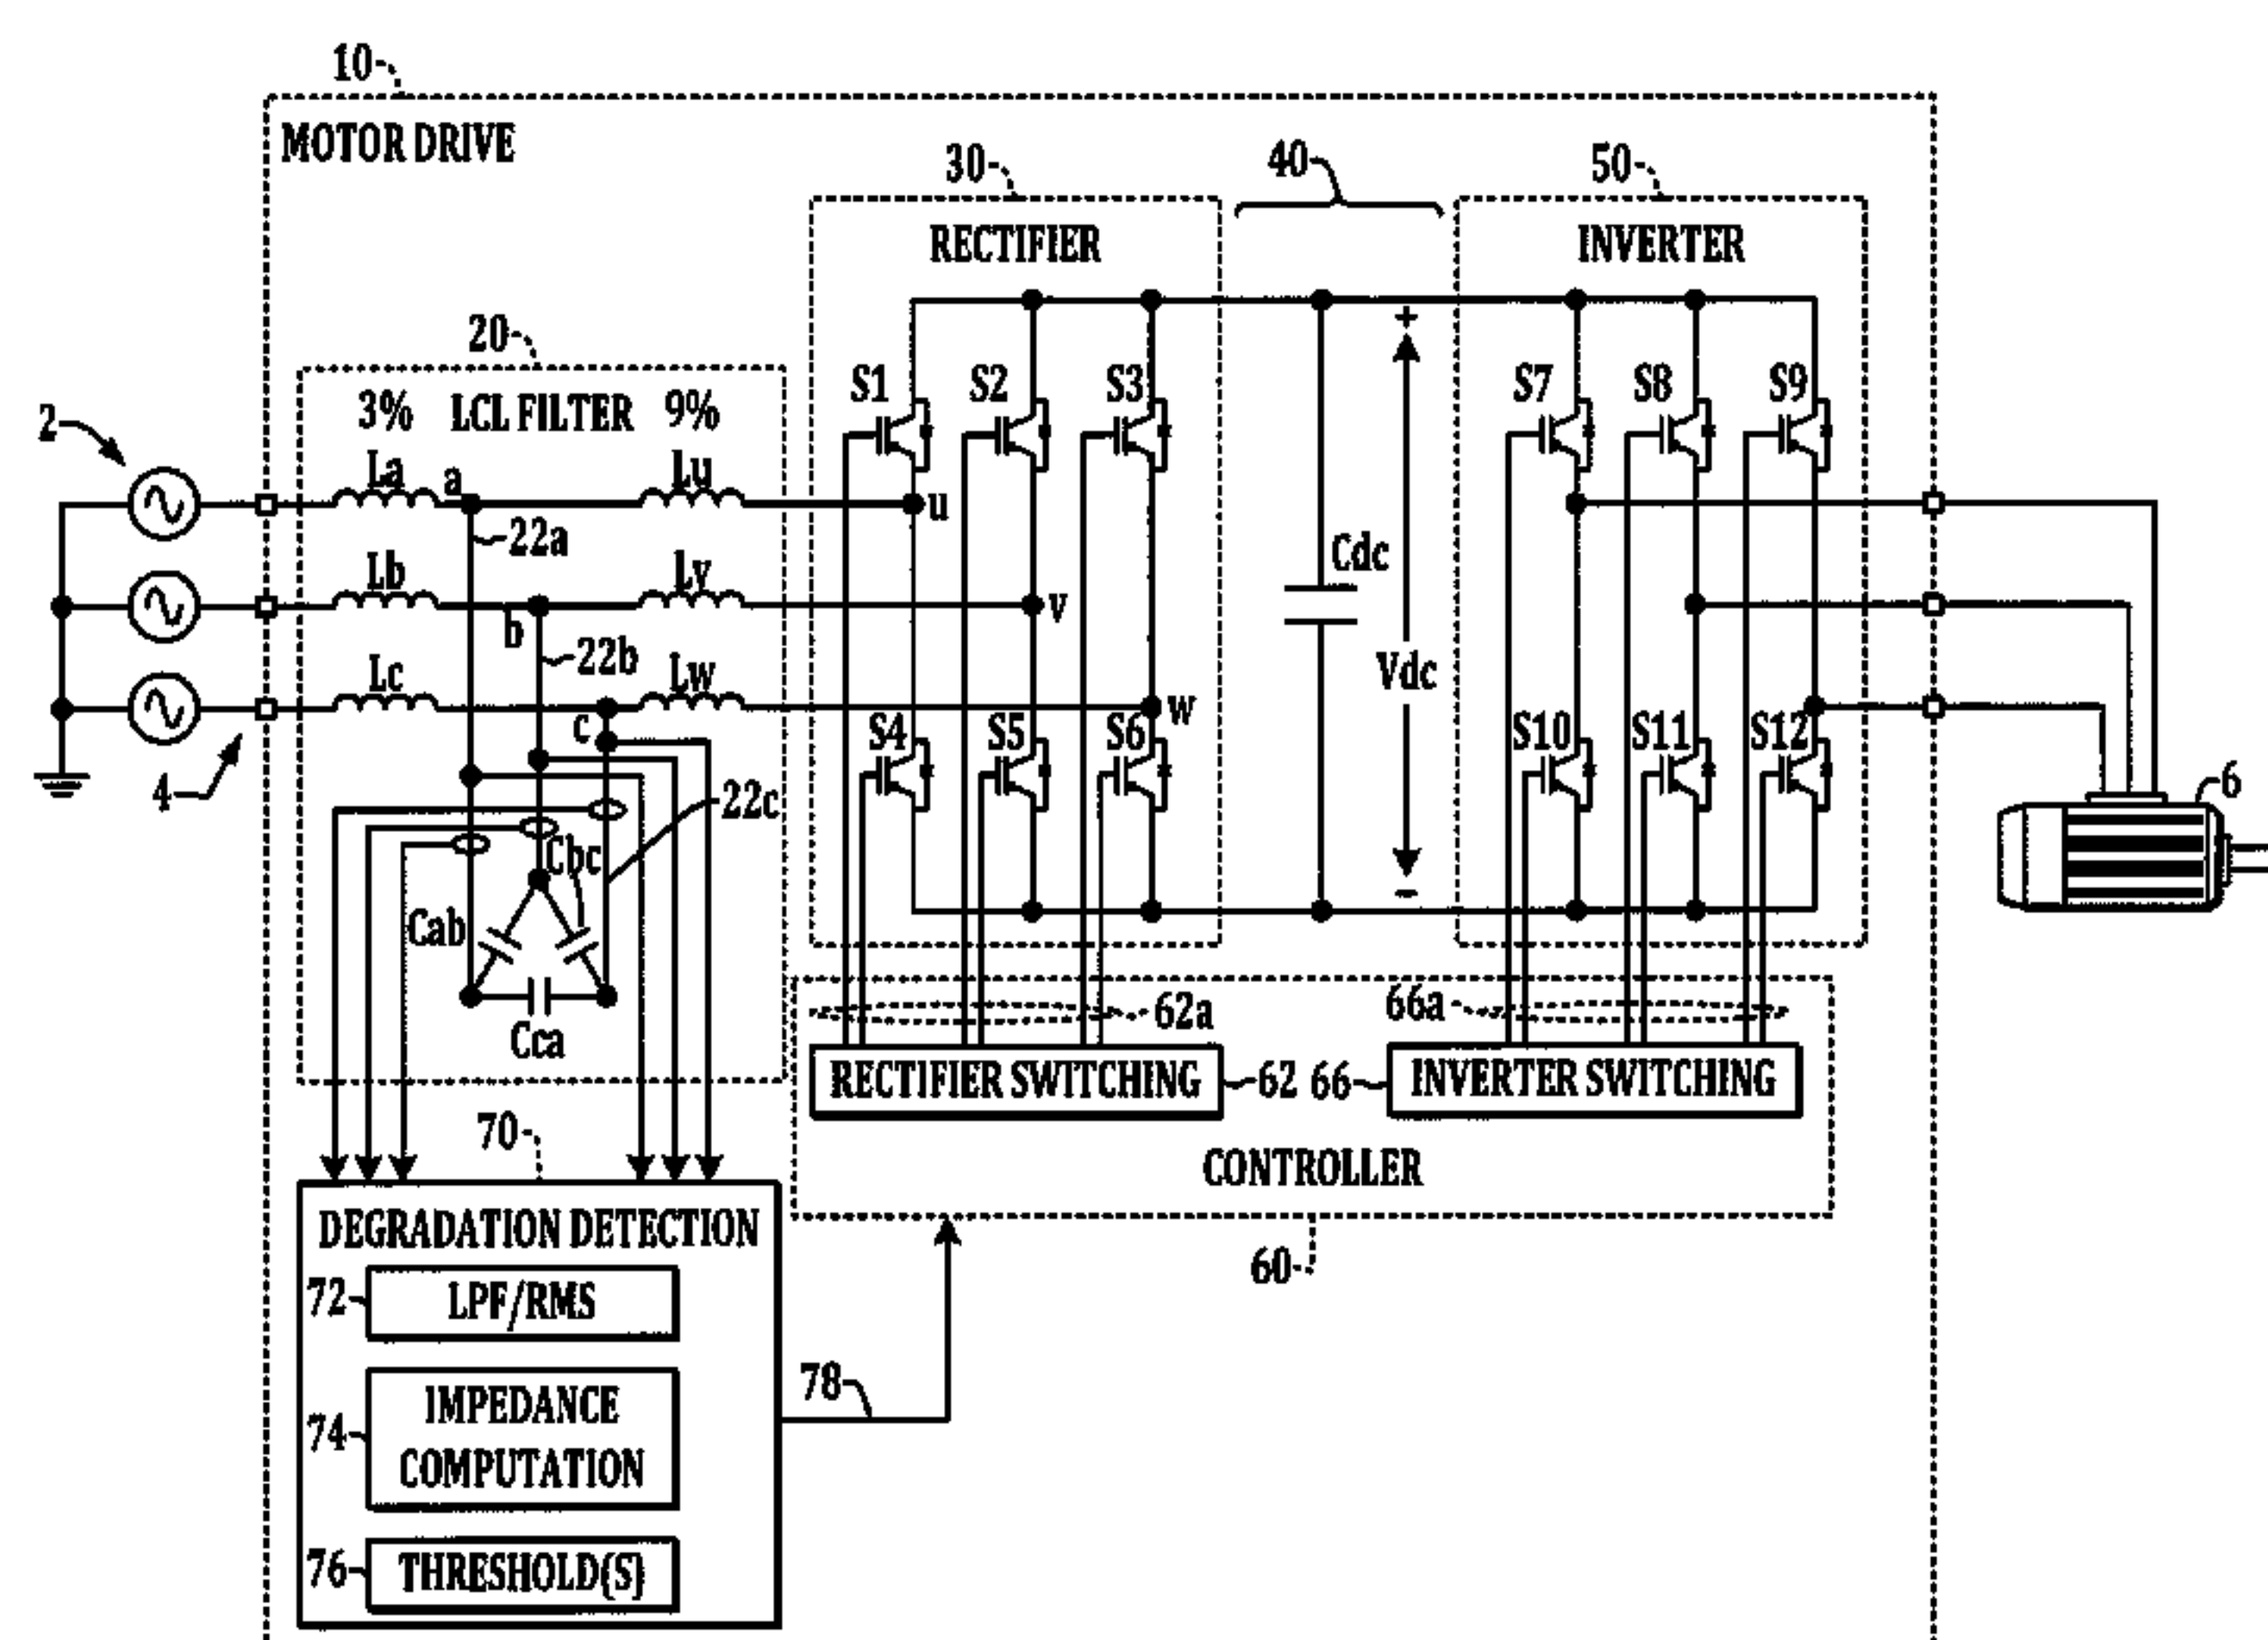 10
MOTOR DRIVE
30
40
50
RECTIFIER
INVERTER
20
3% LCL FILTER 9%
2
La a Lu
22a
Lb Lv
b
22b
Lc Lw
c
4
22c
Cbc
Cab
Cca
S1 S2 S3
u
v
w
S4 S5 S6
+
Cdc
Vdc
−
S7 S8 S9
S10 S11 S12
6
62a
66a
RECTIFIER SWITCHING 62
66 INVERTER SWITCHING
CONTROLLER
60
70
DEGRADATION DETECTION
72 LPF/RMS
74 IMPEDANCE
COMPUTATION
76 THRESHOLD(S)
78